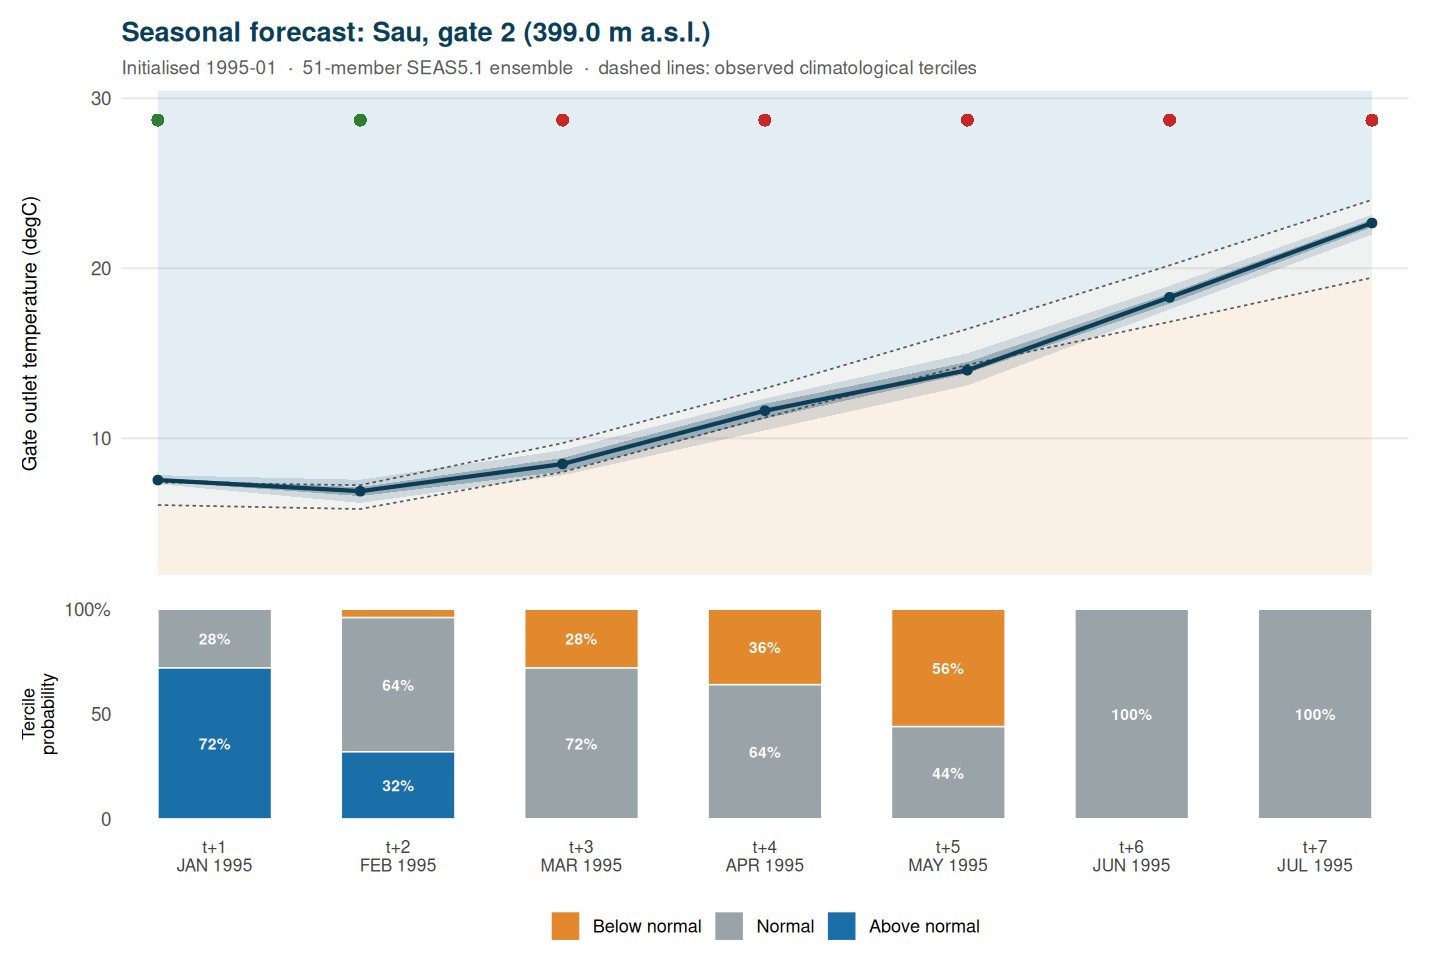 Seasonal forecast: Sau, gate 2 (399.0 m a.s.l.)
Initialised 1995-01 · 51-member SEAS5.1 ensemble · dashed lines: observed climatological terciles
30
20
10
Gate outlet temperature (degC)
100%
50
0
Tercile
probability
28%
72%
64%
32%
28%
72%
36%
64%
56%
44%
100%
100%
t+1
JAN 1995
t+2
FEB 1995
t+3
MAR 1995
t+4
APR 1995
t+5
MAY 1995
t+6
JUN 1995
t+7
JUL 1995
Below normal
Normal
Above normal